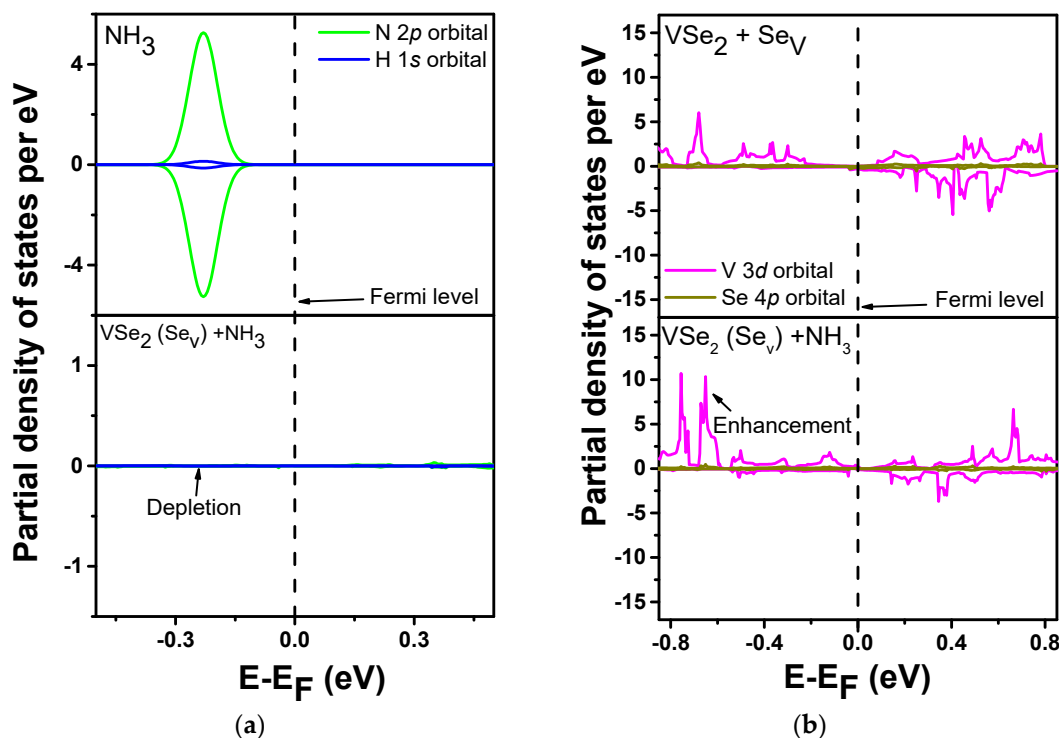 NH3
N 2p orbital
H 1s orbital
Fermi level
4
0
-4
VSe2 (Sev) +NH3
Depletion
1
0
-1
-0.3
0.0
0.3
Partial density of states per eV
E-EF (eV)
(a)
VSe2 + SeV
V 3d orbital
Se 4p orbital
Fermi level
15
10
5
0
-5
-10
-15
VSe2 (Sev) +NH3
Enhancement
15
10
5
0
-5
-10
-15
-0.8
-0.4
0.0
0.4
0.8
Partial density of states per eV
E-EF (eV)
(b)